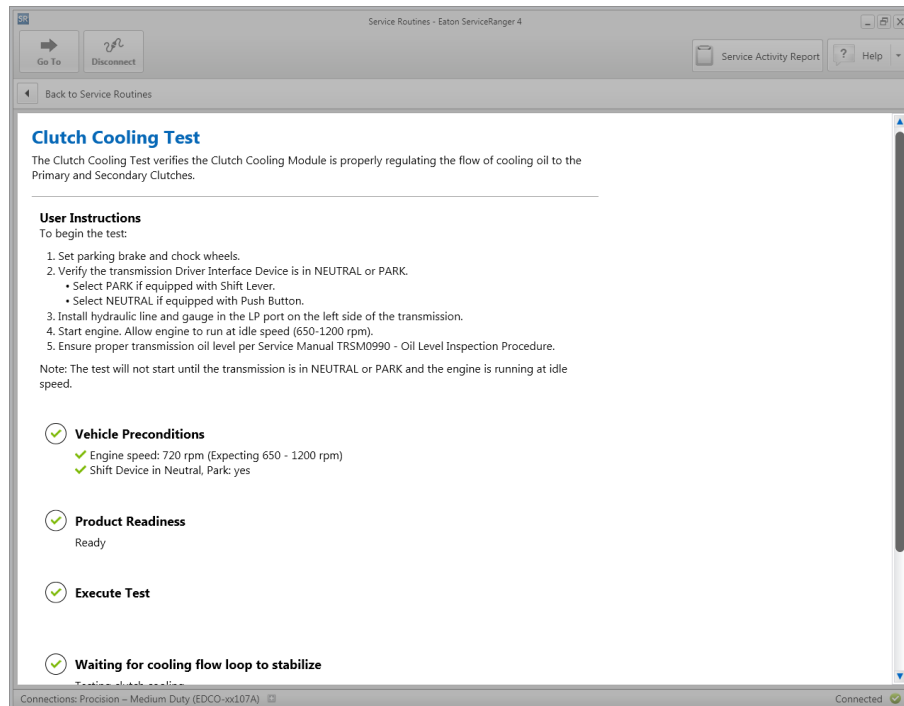 SR
Service Routines - Eaton ServiceRanger 4
Go To
Disconnect
Service Activity Report
? Help
Back to Service Routines
Clutch Cooling Test
The Clutch Cooling Test verifies the Clutch Cooling Module is properly regulating the flow of cooling oil to the
Primary and Secondary Clutches.
User Instructions
To begin the test:
1. Set parking brake and chock wheels.
2. Verify the transmission Driver Interface Device is in NEUTRAL or PARK.
• Select PARK if equipped with Shift Lever.
• Select NEUTRAL if equipped with Push Button.
3. Install hydraulic line and gauge in the LP port on the left side of the transmission.
4. Start engine. Allow engine to run at idle speed (650-1200 rpm).
5. Ensure proper transmission oil level per Service Manual TRSM0990 - Oil Level Inspection Procedure.
Note: The test will not start until the transmission is in NEUTRAL or PARK and the engine is running at idle
speed.
Vehicle Preconditions
Engine speed: 720 rpm (Expecting 650 - 1200 rpm)
Shift Device in Neutral, Park: yes
Product Readiness
Ready
Execute Test
Waiting for cooling flow loop to stabilize
Testing clutch cooling
Connections: Precision – Medium Duty (EDCO-xx107A)
Connected